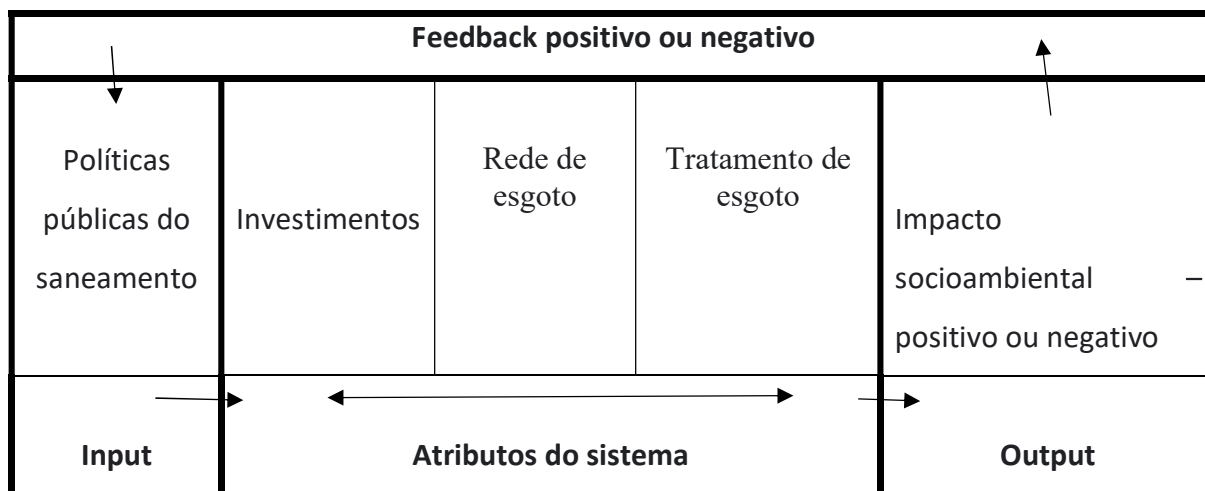 Feedback positivo ou negativo
Políticas
públicas do
saneamento
Investimentos
Rede de
esgoto
Tratamento de
esgoto
Impacto
socioambiental –
positivo ou negativo
Input
Atributos do sistema
Output